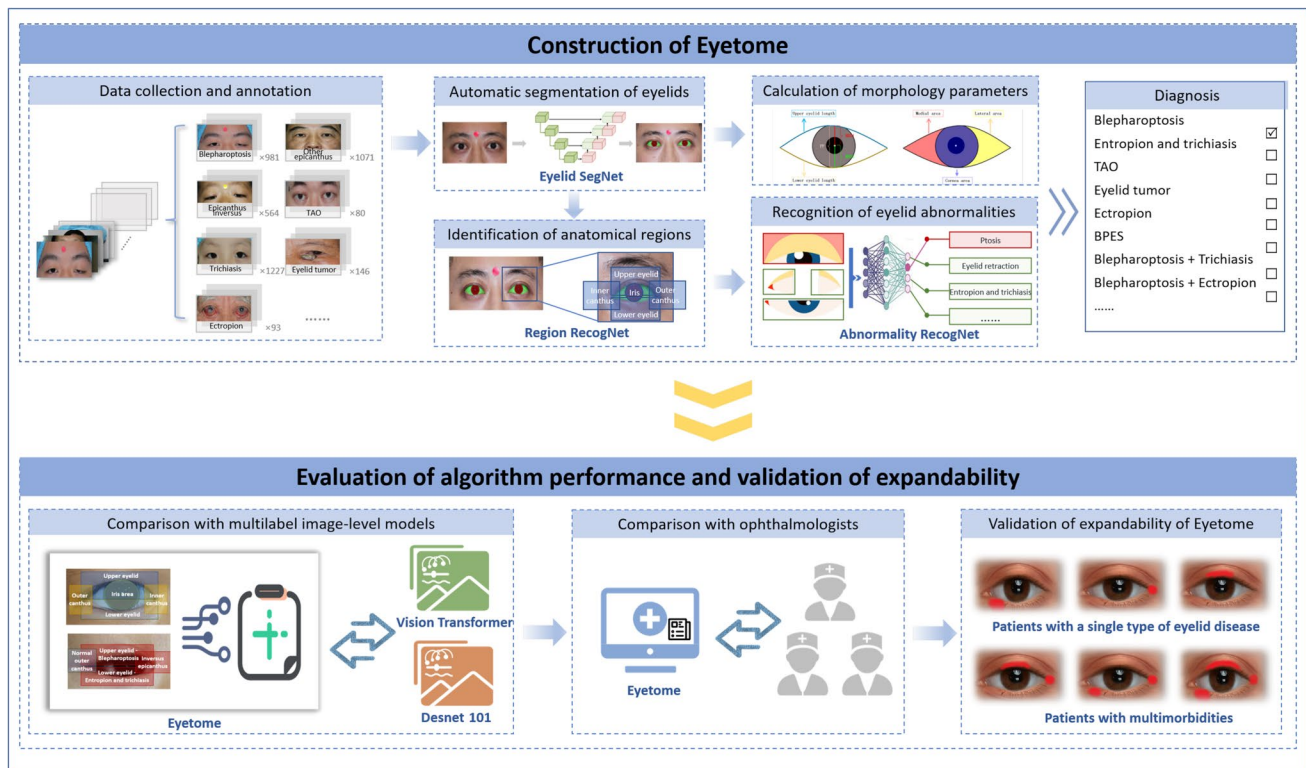 Construction of Eyetome
Data collection and annotation
Blepharoptosis
×981
Other
epicanthus
×1071
Epicanthus
Inversus
×564
TAO
×80
Trichiasis
×1227
Eyelid tumor
×146
Ectropion
×93
......
Automatic segmentation of eyelids
Eyelid SegNet
Identification of anatomical regions
Upper eyelid
Inner
canthus
Iris
Outer
canthus
Lower eyelid
Region RecogNet
Calculation of morphology parameters
Upper eyelid length
Lower eyelid length
Medial area
Lateral area
Cornea area
Recognition of eyelid abnormalities
Ptosis
Eyelid retraction
Entropion and trichiasis
......
Abnormality RecogNet
Diagnosis
Blepharoptosis
Entropion and trichiasis
TAO
Eyelid tumor
Ectropion
BPES
Blepharoptosis + Trichiasis
Blepharoptosis + Ectropion
......
Evaluation of algorithm performance and validation of expandability
Comparison with multilabel image-level models
Upper eyelid
Outer
canthus
Iris area
Inner
canthus
Lower eyelid
Normal
outer
canthus
Upper eyelid -
Blepharoptosis
Inversus
epicanthus
Lower eyelid -
Entropion and trichiasis
Eyetome
Vision Transformer
Desnet 101
Comparison with ophthalmologists
Eyetome
Validation of expandability of Eyetome
Patients with a single type of eyelid disease
Patients with multimorbidities